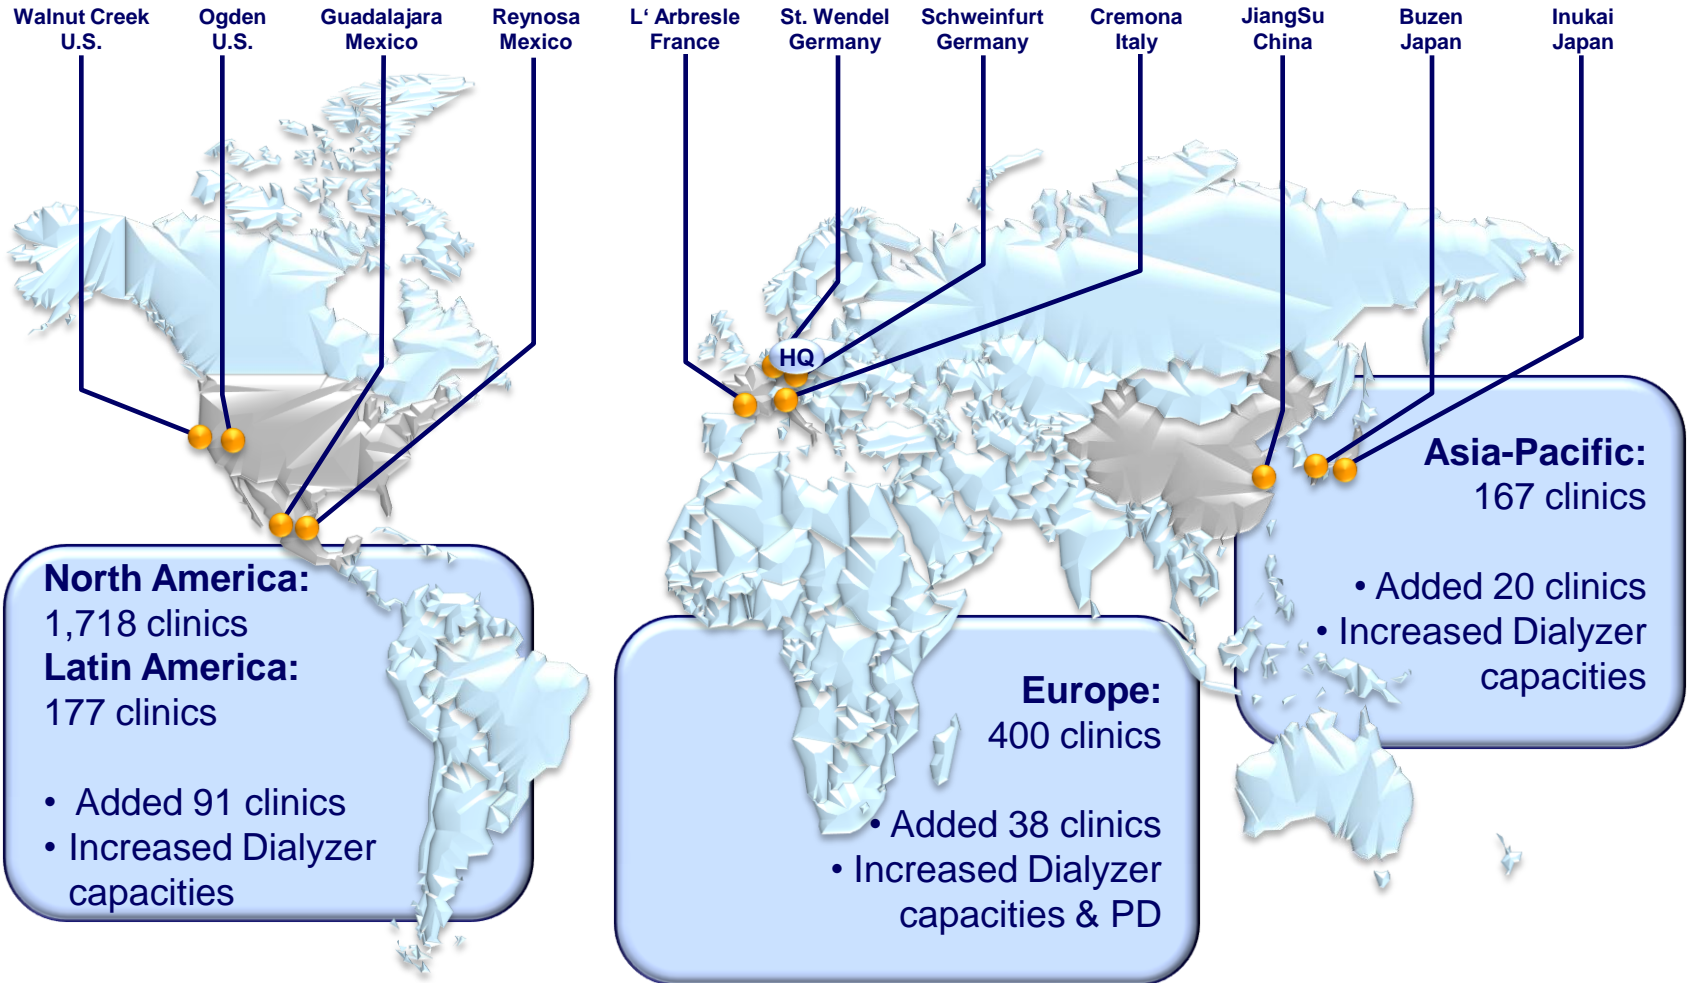 Walnut Creek
U.S.
Ogden
U.S.
Guadalajara
Mexico
Reynosa
Mexico
L‘ Arbresle
France
St. Wendel
Germany
Schweinfurt
Germany
Cremona
Italy
JiangSu
China
Buzen
Japan
Inukai
Japan
HQ
North America:
1,718 clinics
Latin America:
177 clinics
• Added 91 clinics
• Increased Dialyzer
capacities
Europe:
400 clinics
• Added 38 clinics
• Increased Dialyzer
capacities & PD
Asia-Pacific:
167 clinics
• Added 20 clinics
• Increased Dialyzer
capacities